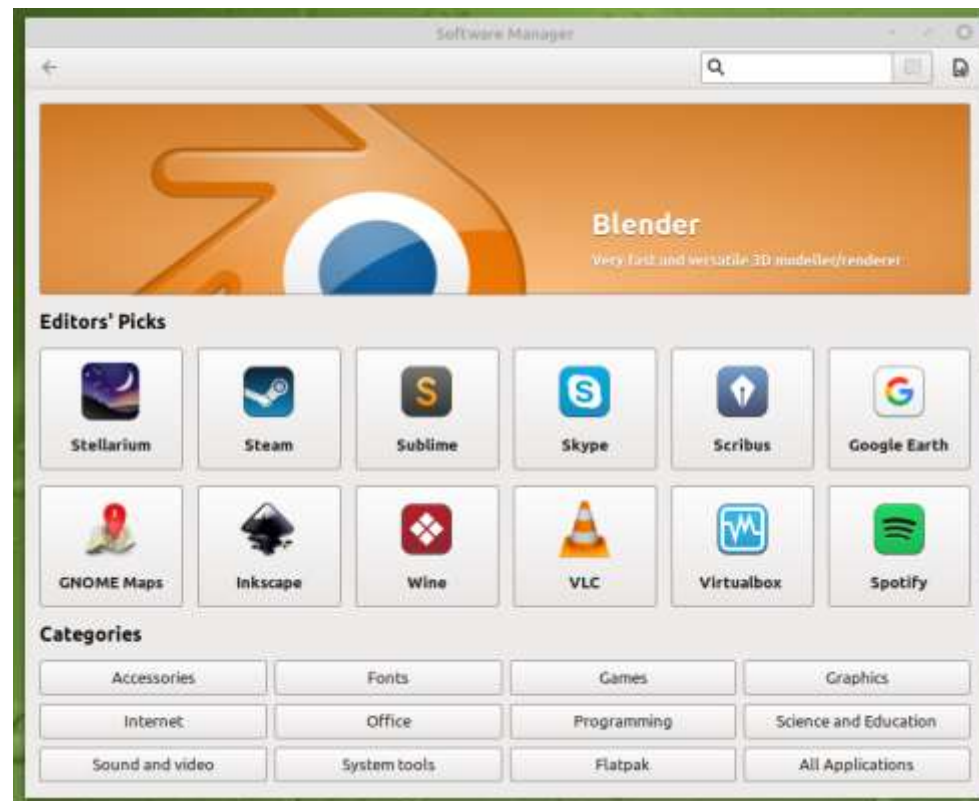 Software Manager
Blender
Very fast and versatile 3D modeller/renderer
Editors' Picks
Stellarium Steam Sublime Skype Scribus Google Earth
GNOME Maps Inkscape Wine VLC Virtualbox Spotify
Categories
Accessories Fonts Games Graphics
Internet Office Programming Science and Education
Sound and video System tools Flatpak All Applications